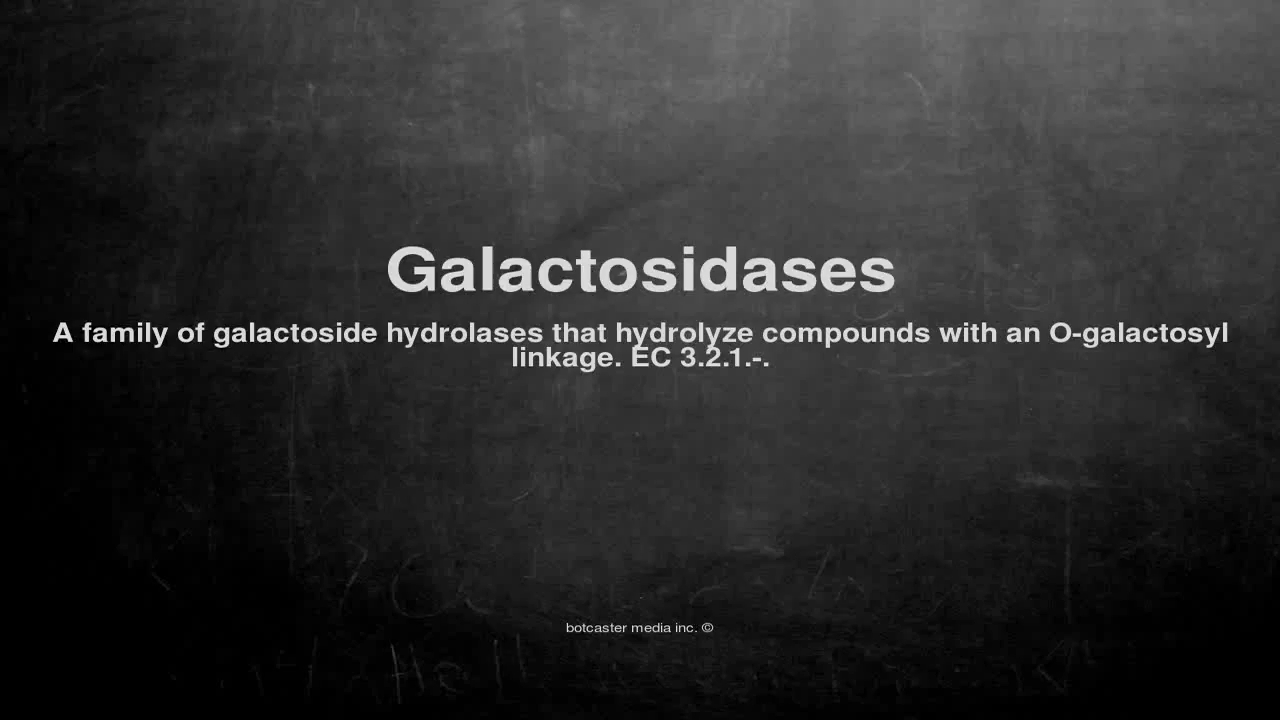 Galactosidases
A family of galactoside hydrolases that hydrolyze compounds with an O-galactosyl
linkage. EC 3.2.1.-.
botcaster media inc. ©